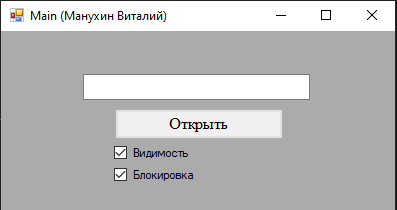 Main (Манухин Виталий)
Открыть
Видимость
Блокировка